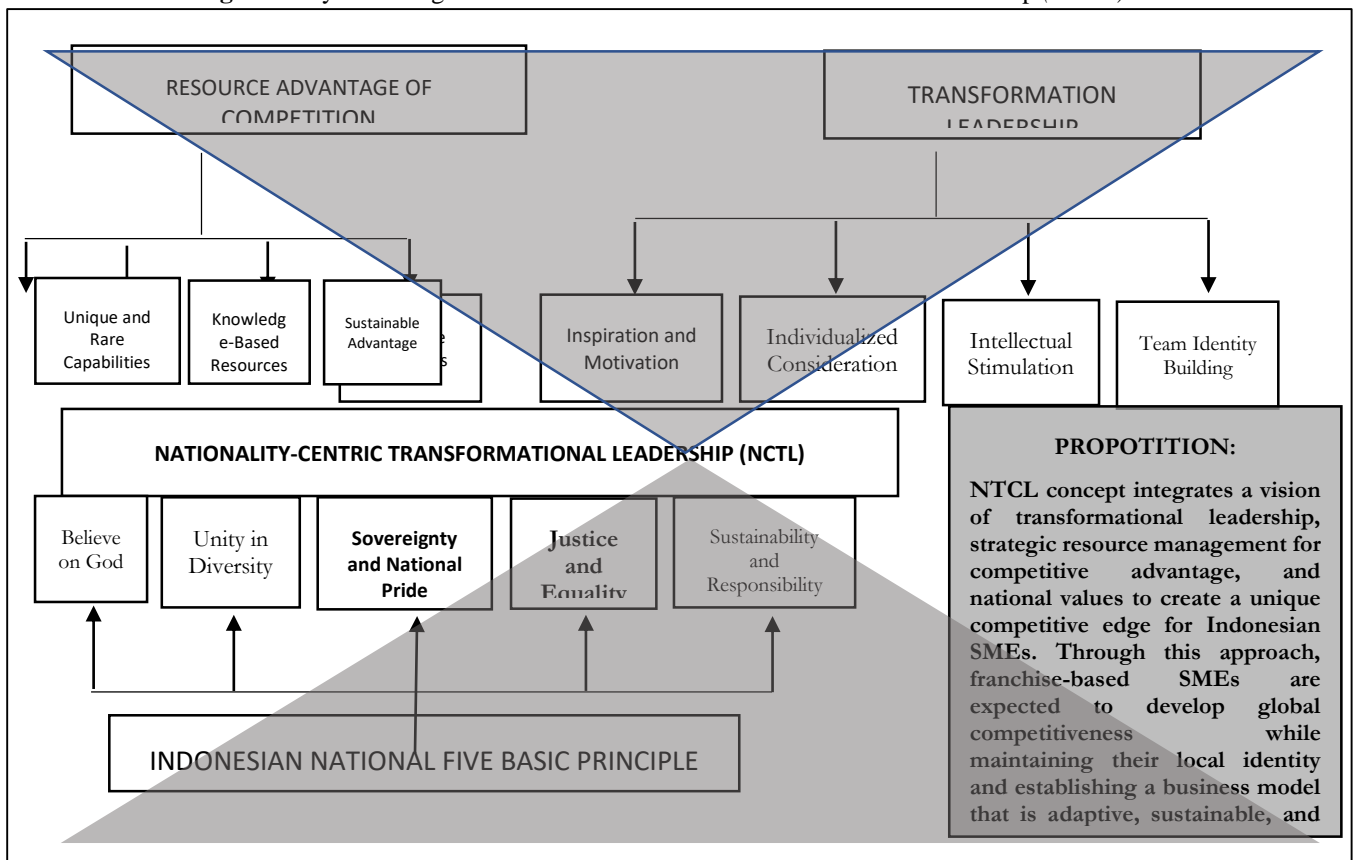 RESOURCE ADVANTAGE OF
COMPETITION
TRANSFORMATION
LEADERSHIP
Unique and
Rare
Capabilities
Knowledg
e-Based
Resources
Sustainable
Advantage
e
s
Inspiration and
Motivation
Individualized
Consideration
Intellectual
Stimulation
Team Identity
Building
NATIONALITY-CENTRIC TRANSFORMATIONAL LEADERSHIP (NCTL)
Believe
on God
Unity in
Diversity
Sovereignty
and National
Pride
Justice
and
Equality
Sustainability
and
Responsibility
INDONESIAN NATIONAL FIVE BASIC PRINCIPLE
PROPOTITION:
NTCL concept integrates a vision
of transformational leadership,
strategic resource management for
competitive advantage, and
national values to create a unique
competitive edge for Indonesian
SMEs. Through this approach,
franchise-based SMEs are
expected to develop global
competitiveness while
maintaining their local identity
and establishing a business model
that is adaptive, sustainable, and